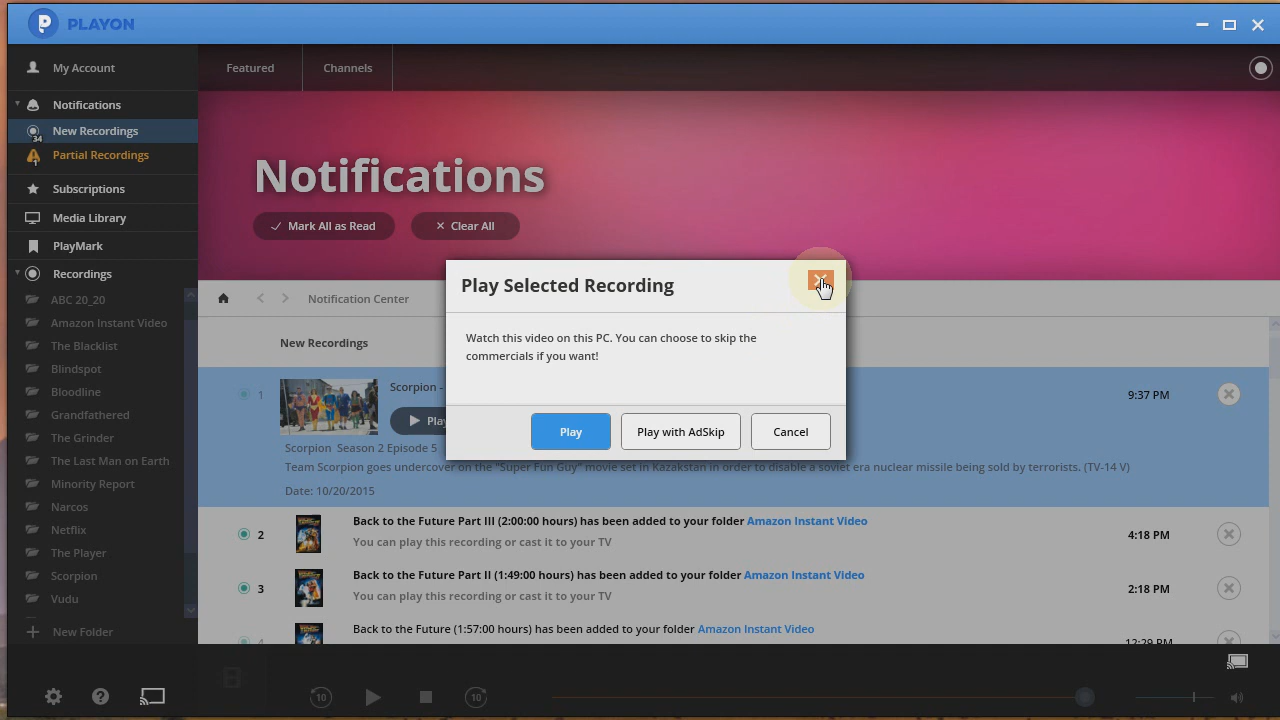 PLAYON
My Account
Featured
Channels
Notifications
New Recordings
34
Partial Recordings
1
Subscriptions
Media Library
PlayMark
Recordings
ABC 20_20
Amazon Instant Video
The Blacklist
Blindspot
Bloodline
Grandfathered
The Grinder
The Last Man on Earth
Minority Report
Narcos
Netflix
The Player
Scorpion
Vudu
New Folder
Notifications
Mark All as Read
Clear All
Notification Center
New Recordings
Play Selected Recording
Watch this video on this PC. You can choose to skip the
commercials if you want!
Play
Play with AdSkip
Cancel
1
Scorpion -
9:37 PM
Play
Scorpion Season 2 Episode 5
Team Scorpion goes undercover on the "Super Fun Guy" movie set in Kazakstan in order to disable a soviet era nuclear missile being sold by terrorists. (TV-14 V)
Date: 10/20/2015
2
Back to the Future Part III (2:00:00 hours) has been added to your folder Amazon Instant Video
You can play this recording or cast it to your TV
4:18 PM
3
Back to the Future Part II (1:49:00 hours) has been added to your folder Amazon Instant Video
You can play this recording or cast it to your TV
2:18 PM
4
Back to the Future (1:57:00 hours) has been added to your folder Amazon Instant Video
12:29 PM
10
10